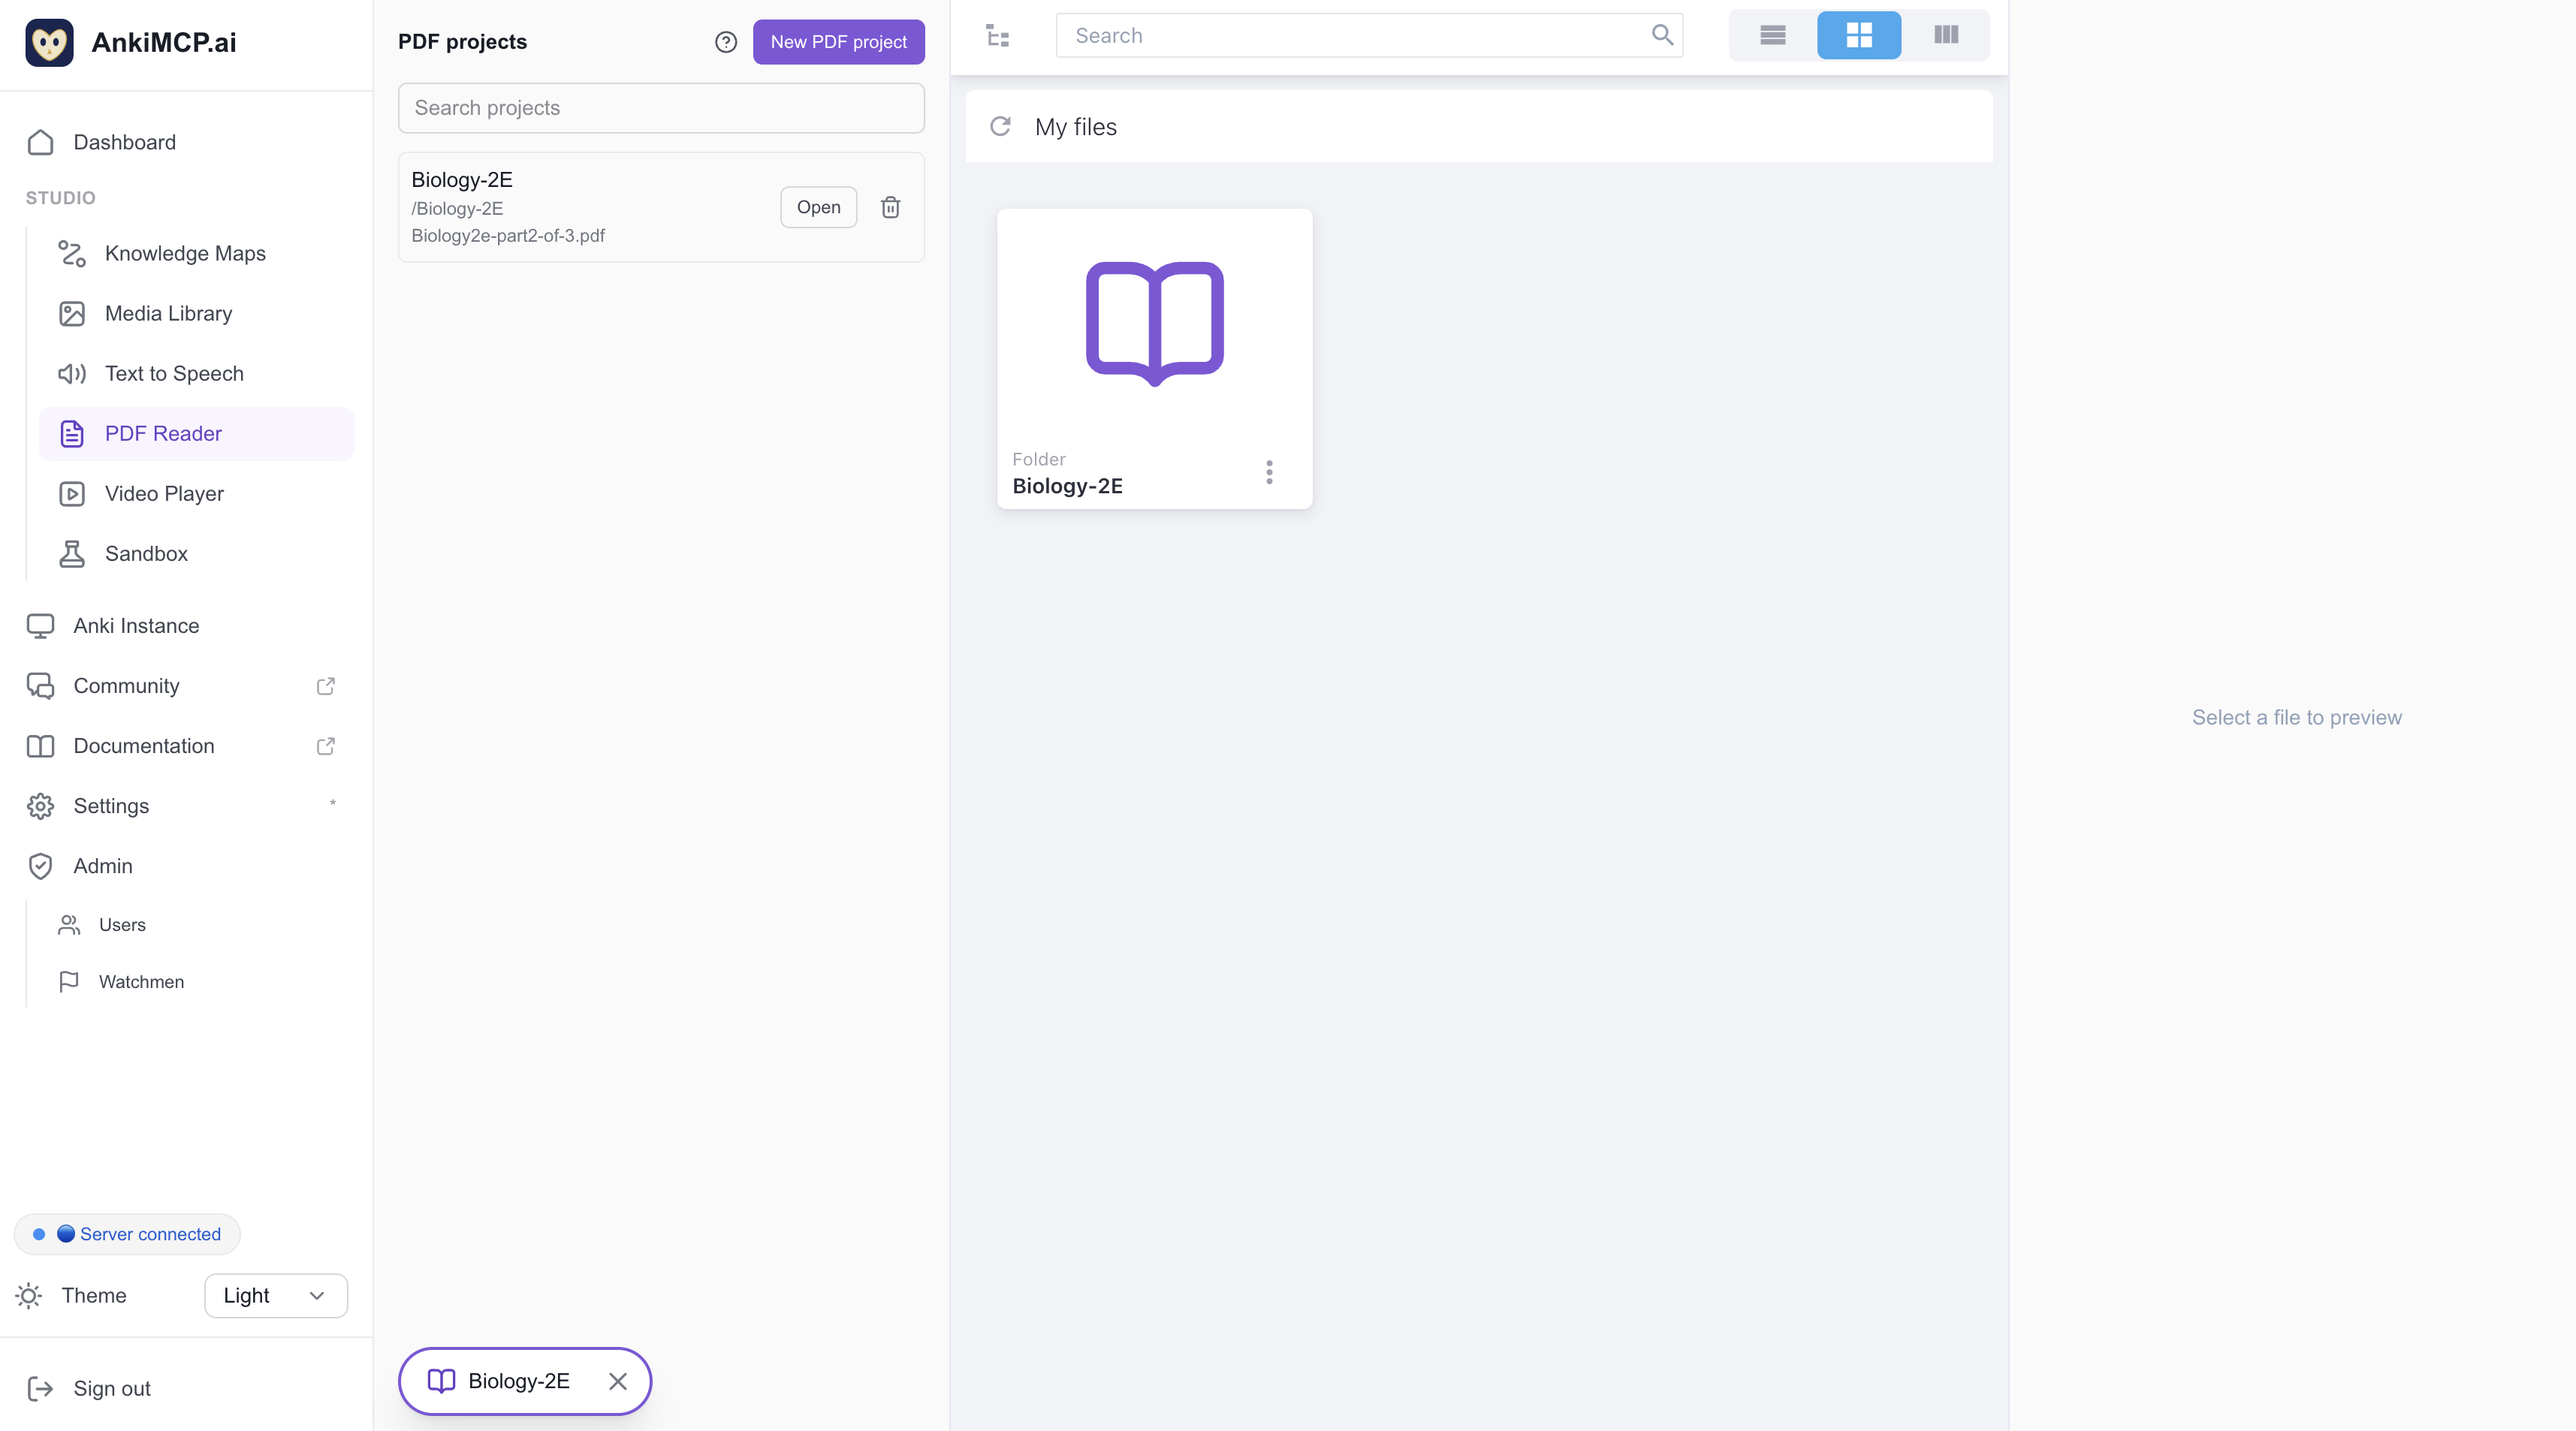 AnkiMCP.ai
Dashboard
STUDIO
Knowledge Maps
Media Library
Text to Speech
PDF Reader
Video Player
Sandbox
Anki Instance
Community
Documentation
Settings *
Admin
Users
Watchmen
Server connected
Theme Light
Sign out
PDF projects
New PDF project
Search projects
Biology-2E
/Biology-2E
Biology2e-part2-of-3.pdf
Open
Biology-2E
Search
My files
Folder
Biology-2E
Select a file to preview